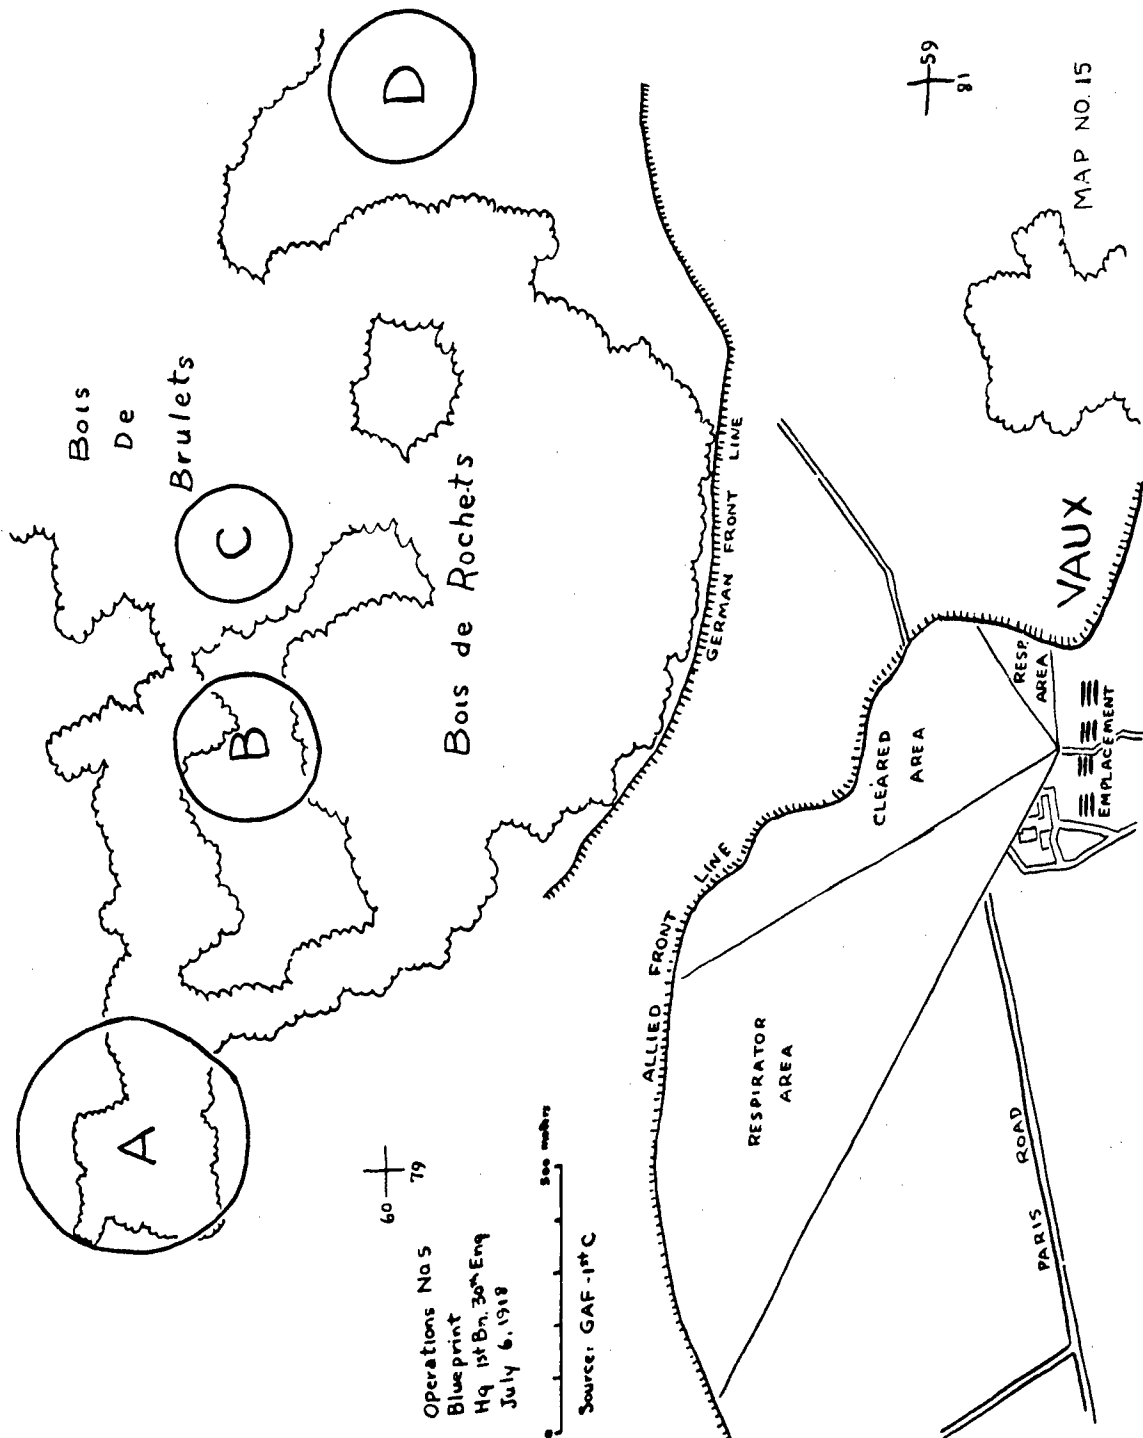 A
B
C
D
Bois
De
Brulets
Bois de Rochets
60
79
59
18
GERMAN FRONT LINE
ALLIED FRONT LINE
RESPIRATOR
AREA
CLEARED
AREA
RESP.
AREA
EMPLACEMENT
VAUX
PARIS ROAD
Operations No 5
Blueprint
Hq 1st Bn. 30th Eng
July 6, 1918
0 500 meters
Source: GAF-1st C
MAP NO. 15